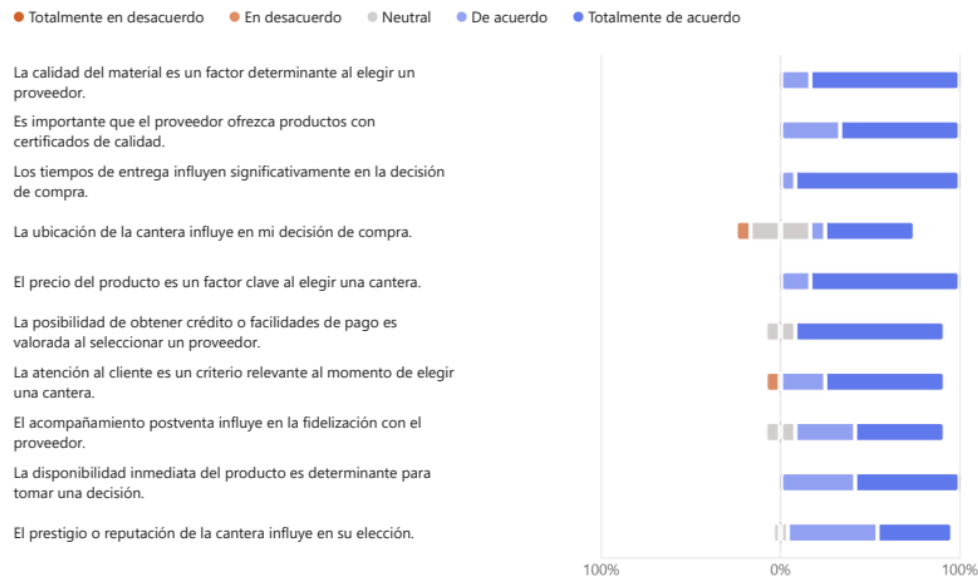 Totalmente en desacuerdo En desacuerdo Neutral De acuerdo Totalmente de acuerdo
La calidad del material es un factor determinante al elegir un
proveedor.
Es importante que el proveedor ofrezca productos con
certificados de calidad.
Los tiempos de entrega influyen significativamente en la decisión
de compra.
La ubicación de la cantera influye en mi decisión de compra.
El precio del producto es un factor clave al elegir una cantera.
La posibilidad de obtener crédito o facilidades de pago es
valorada al seleccionar un proveedor.
La atención al cliente es un criterio relevante al momento de elegir
una cantera.
El acompañamiento postventa influye en la fidelización con el
proveedor.
La disponibilidad inmediata del producto es determinante para
tomar una decisión.
El prestigio o reputación de la cantera influye en su elección.
100% 0% 100%